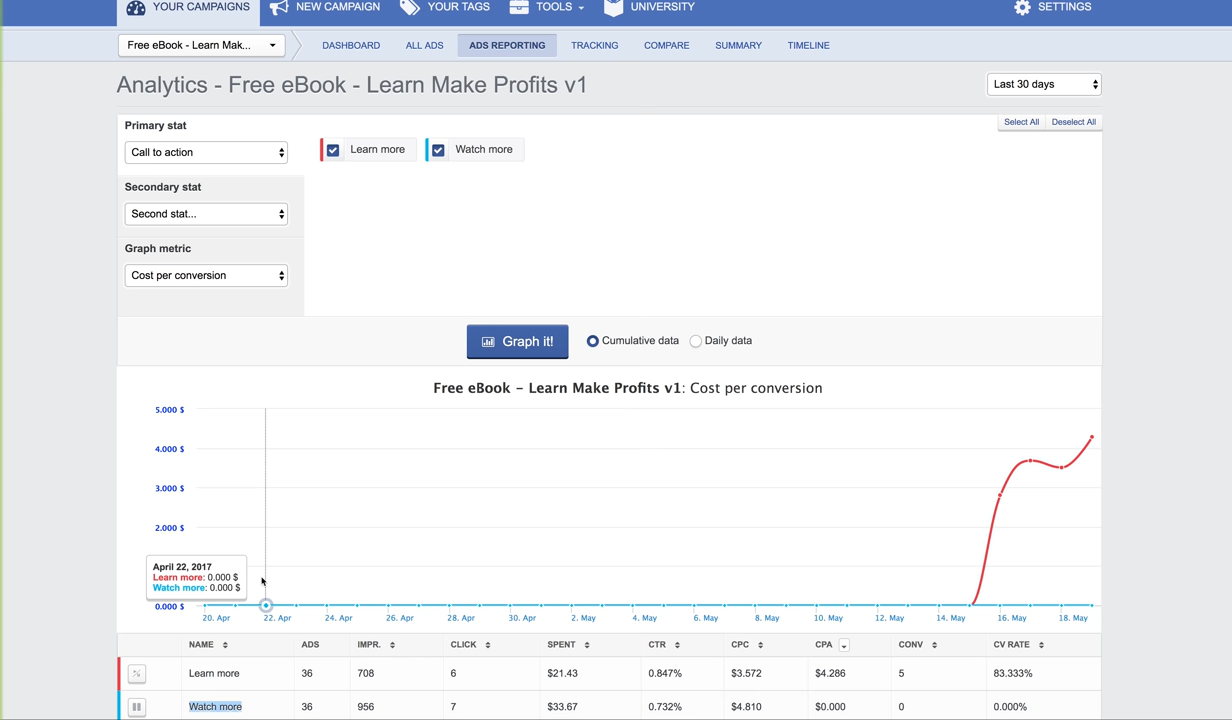 YOUR CAMPAIGNS NEW CAMPAIGN YOUR TAGS TOOLS UNIVERSITY SETTINGS
Free eBook - Learn Mak... DASHBOARD ALL ADS ADS REPORTING TRACKING COMPARE SUMMARY TIMELINE
Analytics - Free eBook - Learn Make Profits v1 Last 30 days
Primary stat Select All Deselect All
Call to action Learn more Watch more
Secondary stat
Second stat...
Graph metric
Cost per conversion
Graph it! Cumulative data Daily data
Free eBook - Learn Make Profits v1: Cost per conversion
5.000 $
4.000 $
3.000 $
2.000 $
April 22, 2017
Learn more: 0.000 $
Watch more: 0.000 $
0.000 $
20. Apr 22. Apr 24. Apr 26. Apr 28. Apr 30. Apr 2. May 4. May 6. May 8. May 10. May 12. May 14. May 16. May 18. May
NAME ADS IMPR. CLICK SPENT CTR CPC CPA CONV CV RATE
Learn more 36 708 6 $21.43 0.847% $3.572 $4.286 5 83.333%
Watch more 36 956 7 $33.67 0.732% $4.810 $0.000 0 0.000%